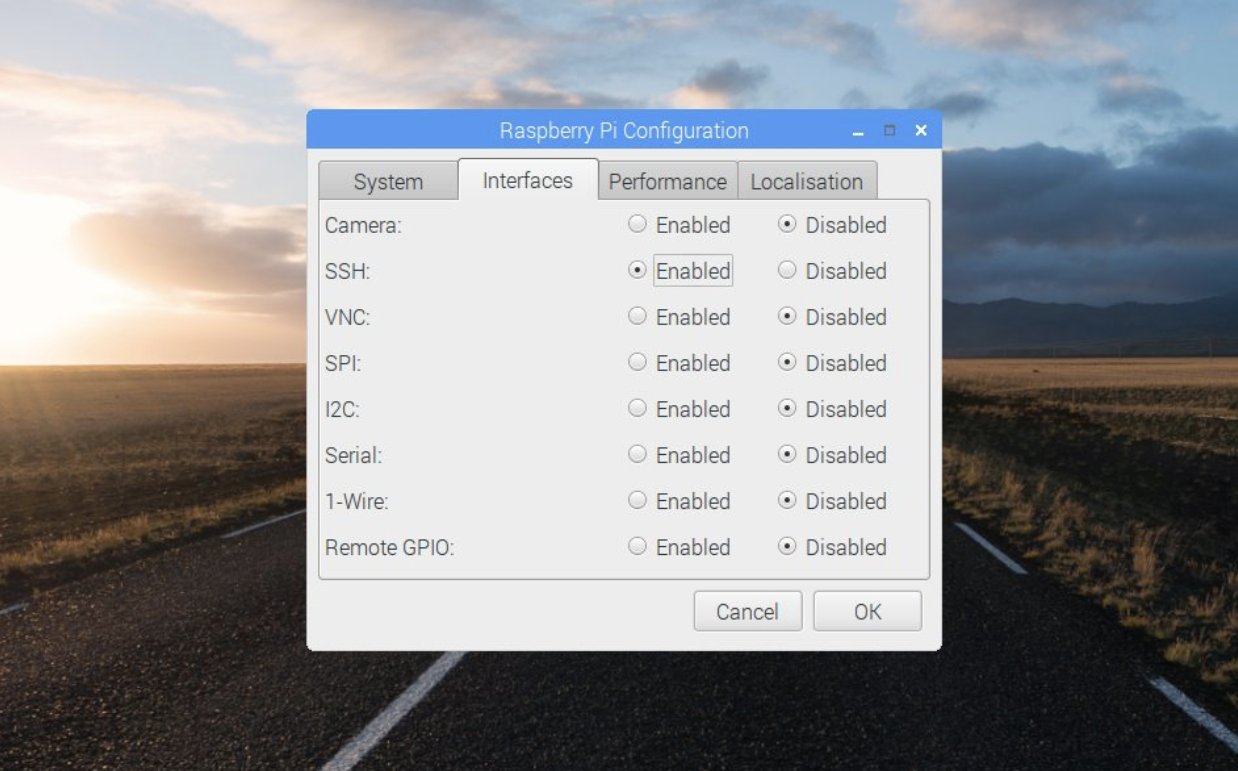 Raspberry Pi Configuration
System Interfaces Performance Localisation
Camera: Enabled Disabled
SSH: Enabled Disabled
VNC: Enabled Disabled
SPI: Enabled Disabled
I2C: Enabled Disabled
Serial: Enabled Disabled
1-Wire: Enabled Disabled
Remote GPIO: Enabled Disabled
Cancel OK